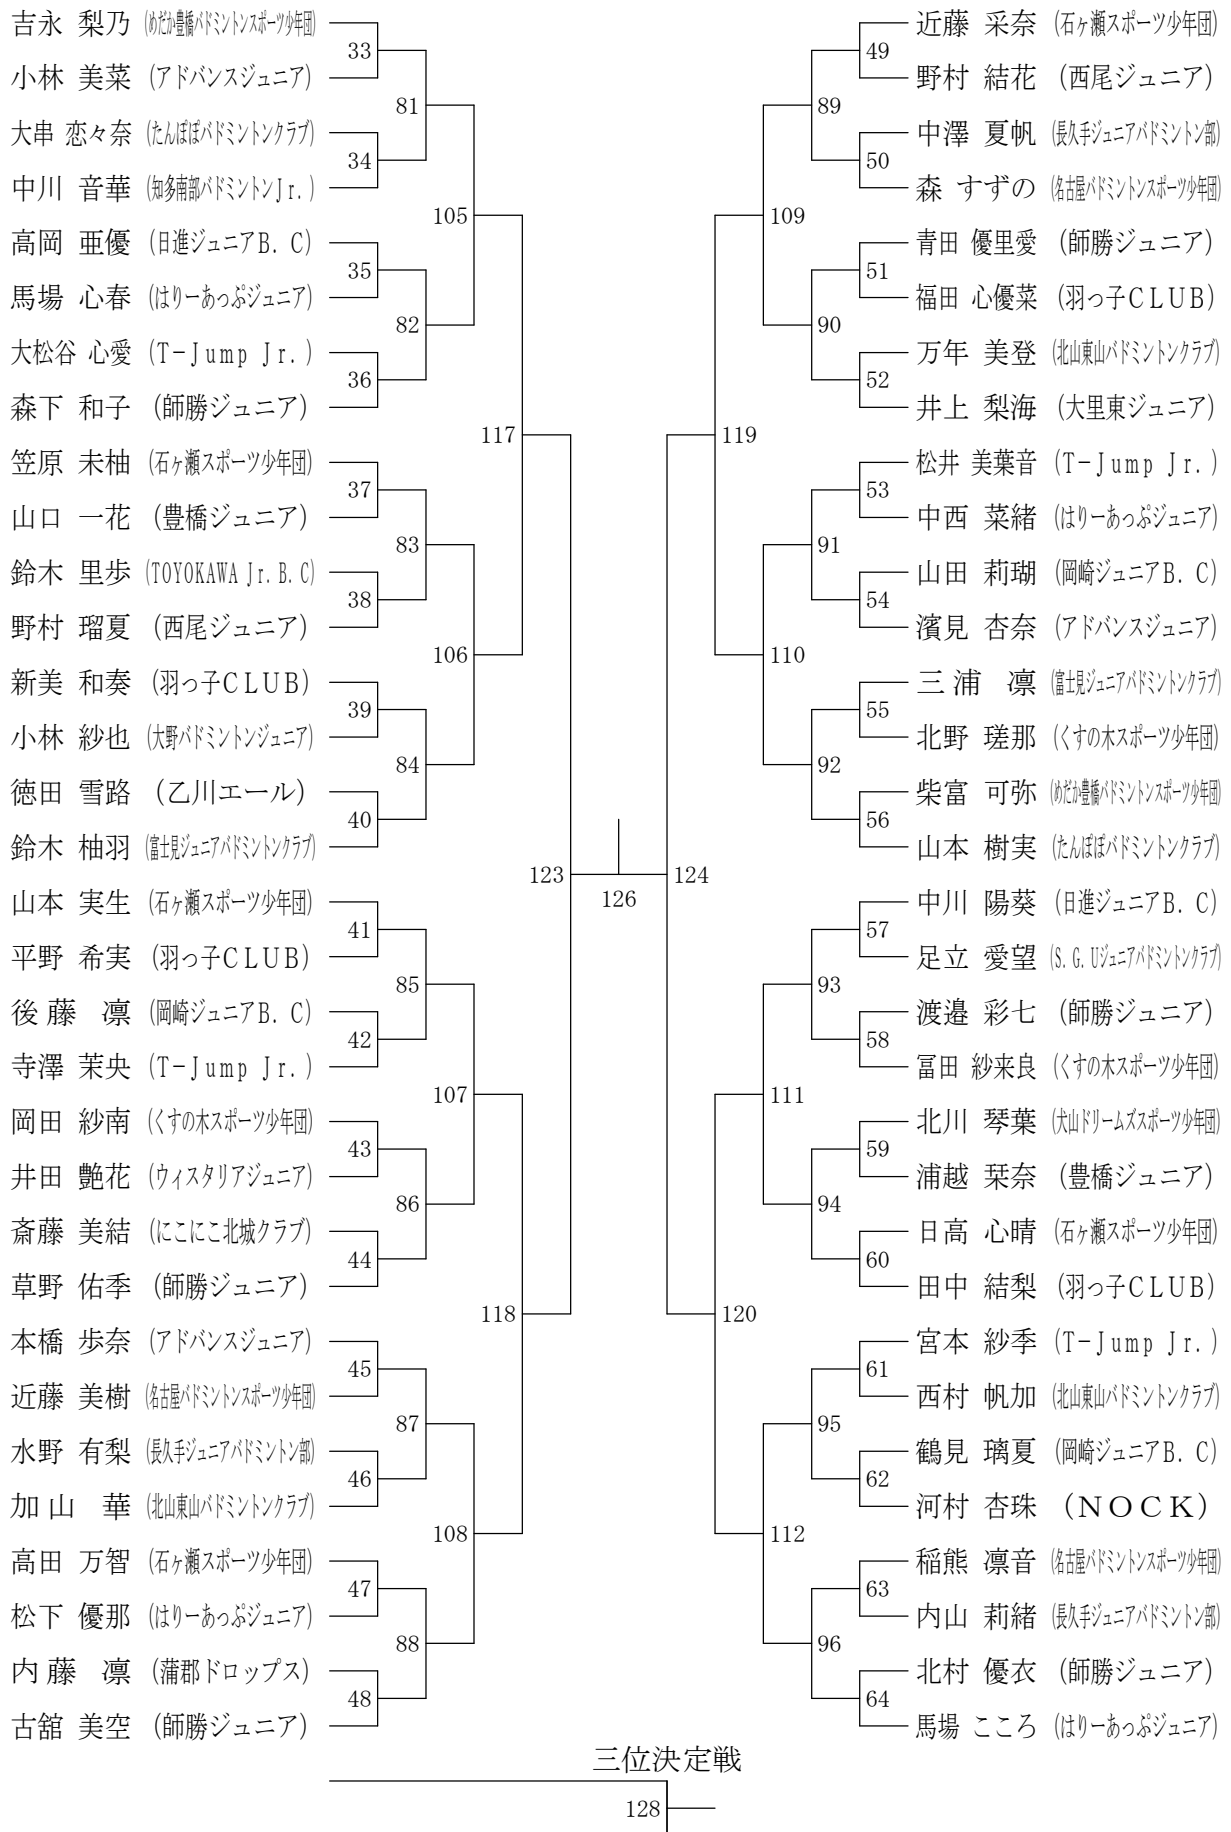 吉永 梨乃 (めだか豊橋バドミントンスポーツ少年団)
33
小林 美菜 (アドバンスジュニア)
81
大串 恋々奈 (たんぽぽバドミントンクラブ)
34
中川 音華 (知多南部バドミントンJr.)
105
高岡 亜優 (日進ジュニアB.C)
35
馬場 心春 (はりーあっぷジュニア)
82
大松谷 心愛 (T-Jump Jr.)
36
森下 和子 (師勝ジュニア)
117
笠原 未柚 (石ヶ瀬スポーツ少年団)
37
山口 一花 (豊橋ジュニア)
83
鈴木 里歩 (TOYOKAWA Jr.B.C)
38
野村 瑠夏 (西尾ジュニア)
106
新美 和奏 (羽っ子CLUB)
39
小林 紗也 (大野バドミントンジュニア)
84
徳田 雪路 (乙川エール)
40
鈴木 柚羽 (富士見ジュニアバドミントンクラブ)
123
山本 実生 (石ヶ瀬スポーツ少年団)
41
平野 希実 (羽っ子CLUB)
85
後藤 凛 (岡崎ジュニアB.C)
42
寺澤 茉央 (T-Jump Jr.)
107
岡田 紗南 (くすの木スポーツ少年団)
43
井田 艶花 (ウィスタリアジュニア)
86
斎藤 美結 (にこにこ北城クラブ)
44
草野 佑季 (師勝ジュニア)
118
本橋 歩奈 (アドバンスジュニア)
45
近藤 美樹 (名古屋バドミントンスポーツ少年団)
87
水野 有梨 (長久手ジュニアバドミントン部)
46
加山 華 (北山東山バドミントンクラブ)
108
高田 万智 (石ヶ瀬スポーツ少年団)
47
松下 優那 (はりーあっぷジュニア)
88
内藤 凛 (蒲郡ドロップス)
48
古舘 美空 (師勝ジュニア)
126
近藤 采奈 (石ヶ瀬スポーツ少年団)
49
野村 結花 (西尾ジュニア)
89
中澤 夏帆 (長久手ジュニアバドミントン部)
50
森 すずの (名古屋バドミントンスポーツ少年団)
109
青田 優里愛 (師勝ジュニア)
51
福田 心優菜 (羽っ子CLUB)
90
万年 美登 (北山東山バドミントンクラブ)
52
井上 梨海 (大里東ジュニア)
119
松井 美葉音 (T-Jump Jr.)
53
中西 菜緒 (はりーあっぷジュニア)
91
山田 莉瑚 (岡崎ジュニアB.C)
54
濱見 杏奈 (アドバンスジュニア)
110
三浦 凛 (富士見ジュニアバドミントンクラブ)
55
北野 瑳那 (くすの木スポーツ少年団)
92
柴富 可弥 (めだか豊橋バドミントンスポーツ少年団)
56
山本 樹実 (たんぽぽバドミントンクラブ)
124
中川 陽葵 (日進ジュニアB.C)
57
足立 愛望 (S.G.Uジュニアバドミントンクラブ)
93
渡邉 彩七 (師勝ジュニア)
58
冨田 紗来良 (くすの木スポーツ少年団)
111
北川 琴葉 (犬山ドリームズスポーツ少年団)
59
浦越 栞奈 (豊橋ジュニア)
94
日高 心晴 (石ヶ瀬スポーツ少年団)
60
田中 結梨 (羽っ子CLUB)
120
宮本 紗季 (T-Jump Jr.)
61
西村 帆加 (北山東山バドミントンクラブ)
95
鶴見 璃夏 (岡崎ジュニアB.C)
62
河村 杏珠 (NOCK)
112
稲熊 凛音 (名古屋バドミントンスポーツ少年団)
63
内山 莉緒 (長久手ジュニアバドミントン部)
96
北村 優衣 (師勝ジュニア)
64
馬場 こころ (はりーあっぷジュニア)
三位決定戦
128